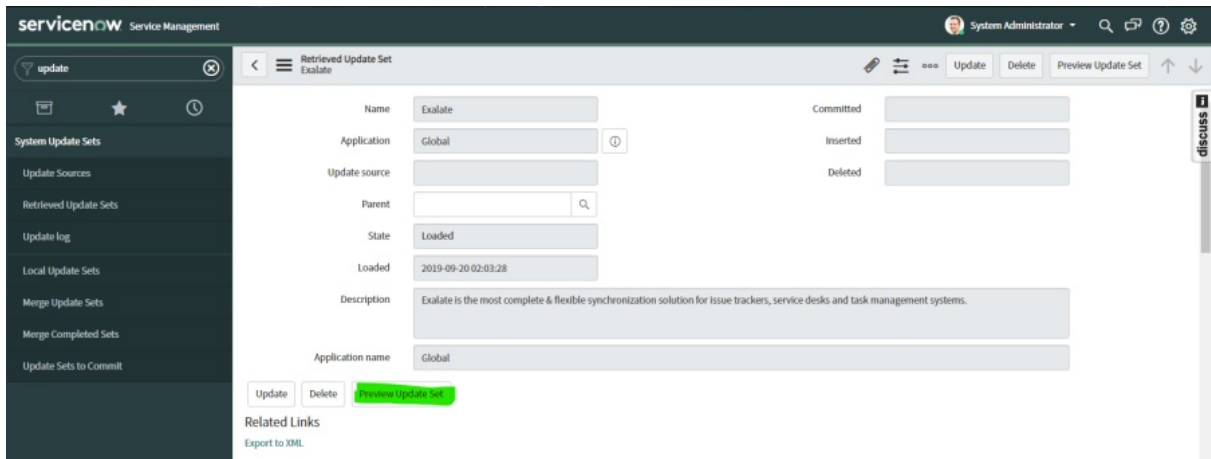 servicenow Service Management
System Administrator
update
Retrieved Update Set
Exalate
Update Delete Preview Update Set
System Update Sets
Update Sources
Retrieved Update Sets
Update log
Local Update Sets
Merge Update Sets
Merge Completed Sets
Update Sets to Commit
Name Exalate
Application Global
Update source
Parent
State Loaded
Loaded 2019-09-20 02:03:28
Description Exalate is the most complete & flexible synchronization solution for issue trackers, service desks and task management systems.
Application name Global
Committed
Inserted
Deleted
discuss
Update Delete Preview Update Set
Related Links
Export to XML